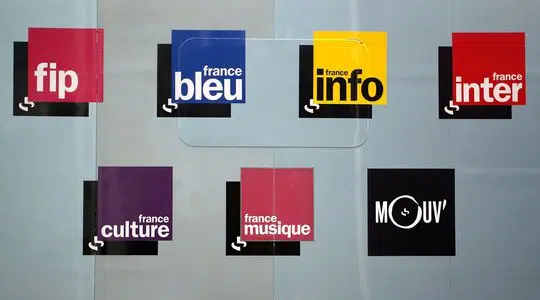 fip
france
bleu
france
info
france
inter
france
culture
france
musique
MOUV'